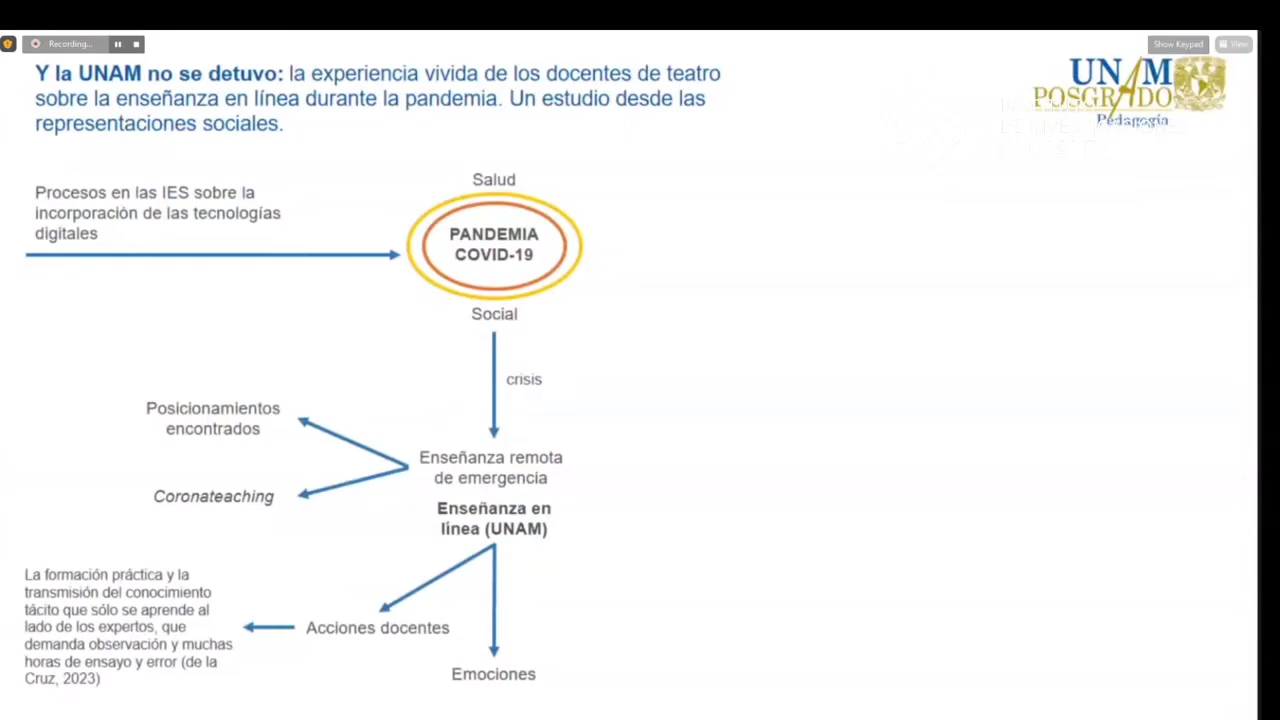 Recording...
Show Keypad
View
Y la UNAM no se detuvo: la experiencia vivida de los docentes de teatro
sobre la enseñanza en línea durante la pandemia. Un estudio desde las
representaciones sociales.
UNAM
POSGRADO
Pedagogía
Procesos en las IES sobre la
incorporación de las tecnologías
digitales
Salud
PANDEMIA
COVID-19
Social
crisis
Posicionamientos
encontrados
Coronateaching
Enseñanza remota
de emergencia
Enseñanza en
línea (UNAM)
La formación práctica y la
transmisión del conocimiento
tácito que sólo se aprende al
lado de los expertos, que
demanda observación y muchas
horas de ensayo y error (de la
Cruz, 2023)
Acciones docentes
Emociones